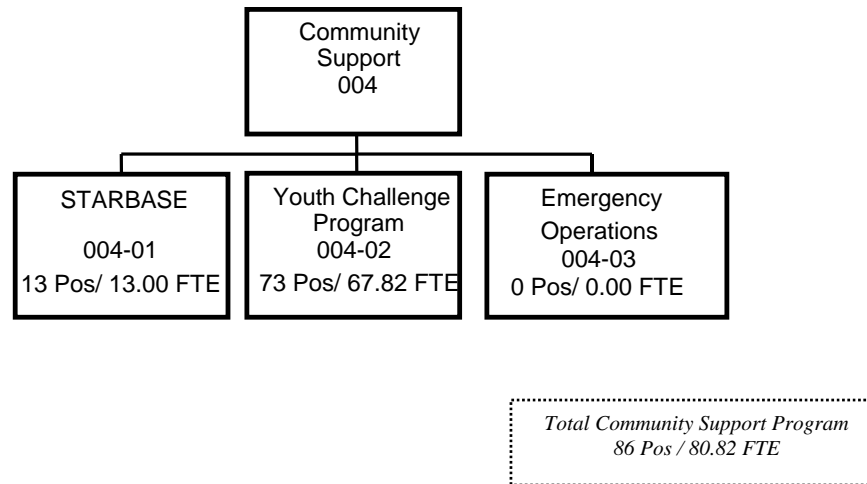 Community
Support
004
STARBASE
004-01
13 Pos/ 13.00 FTE
Youth Challenge
Program
004-02
73 Pos/ 67.82 FTE
Emergency
Operations
004-03
0 Pos/ 0.00 FTE
Total Community Support Program
86 Pos / 80.82 FTE